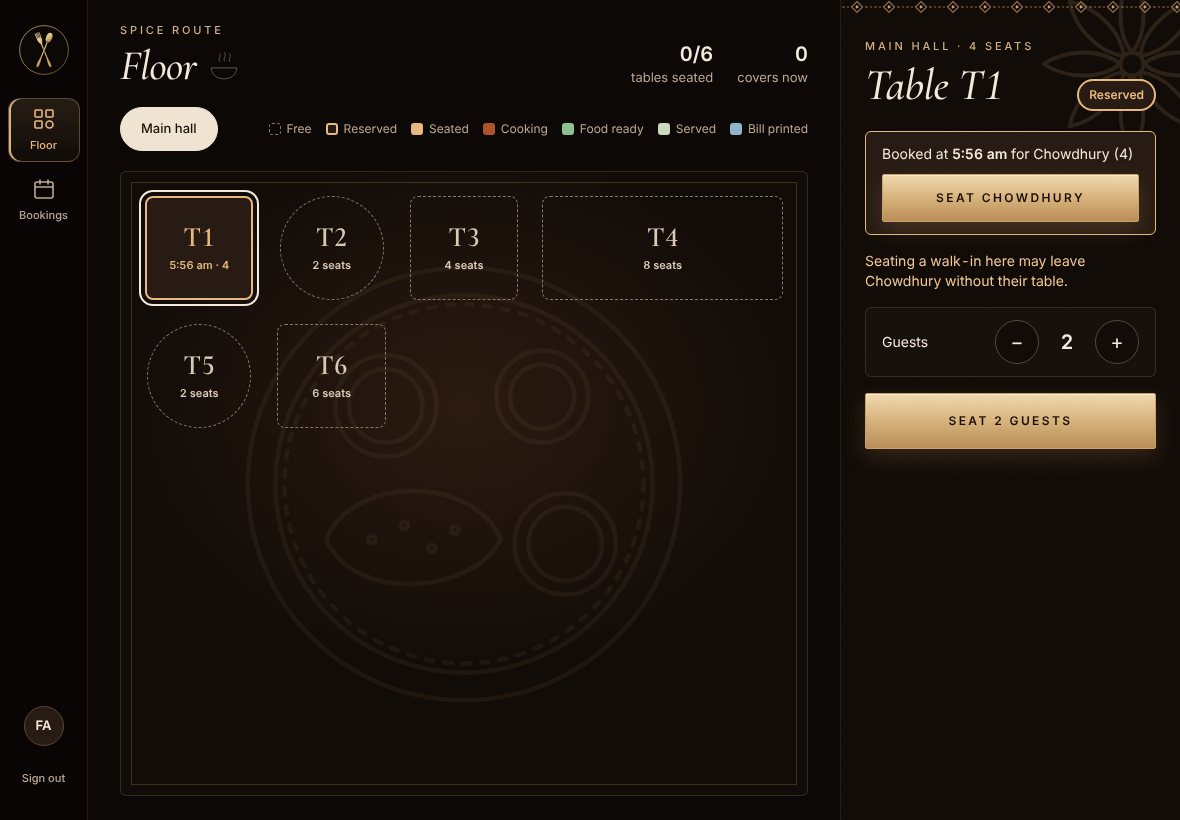 SPICE ROUTE
Floor
0/6
tables seated
0
covers now
Main hall
Free
Reserved
Seated
Cooking
Food ready
Served
Bill printed
Floor
Bookings
T1
5:56 am · 4
T2
2 seats
T3
4 seats
T4
8 seats
T5
2 seats
T6
6 seats
FA
Sign out
MAIN HALL · 4 SEATS
Table T1
Reserved
Booked at 5:56 am for Chowdhury (4)
SEAT CHOWDHURY
Seating a walk-in here may leave
Chowdhury without their table.
Guests
−
2
+
SEAT 2 GUESTS